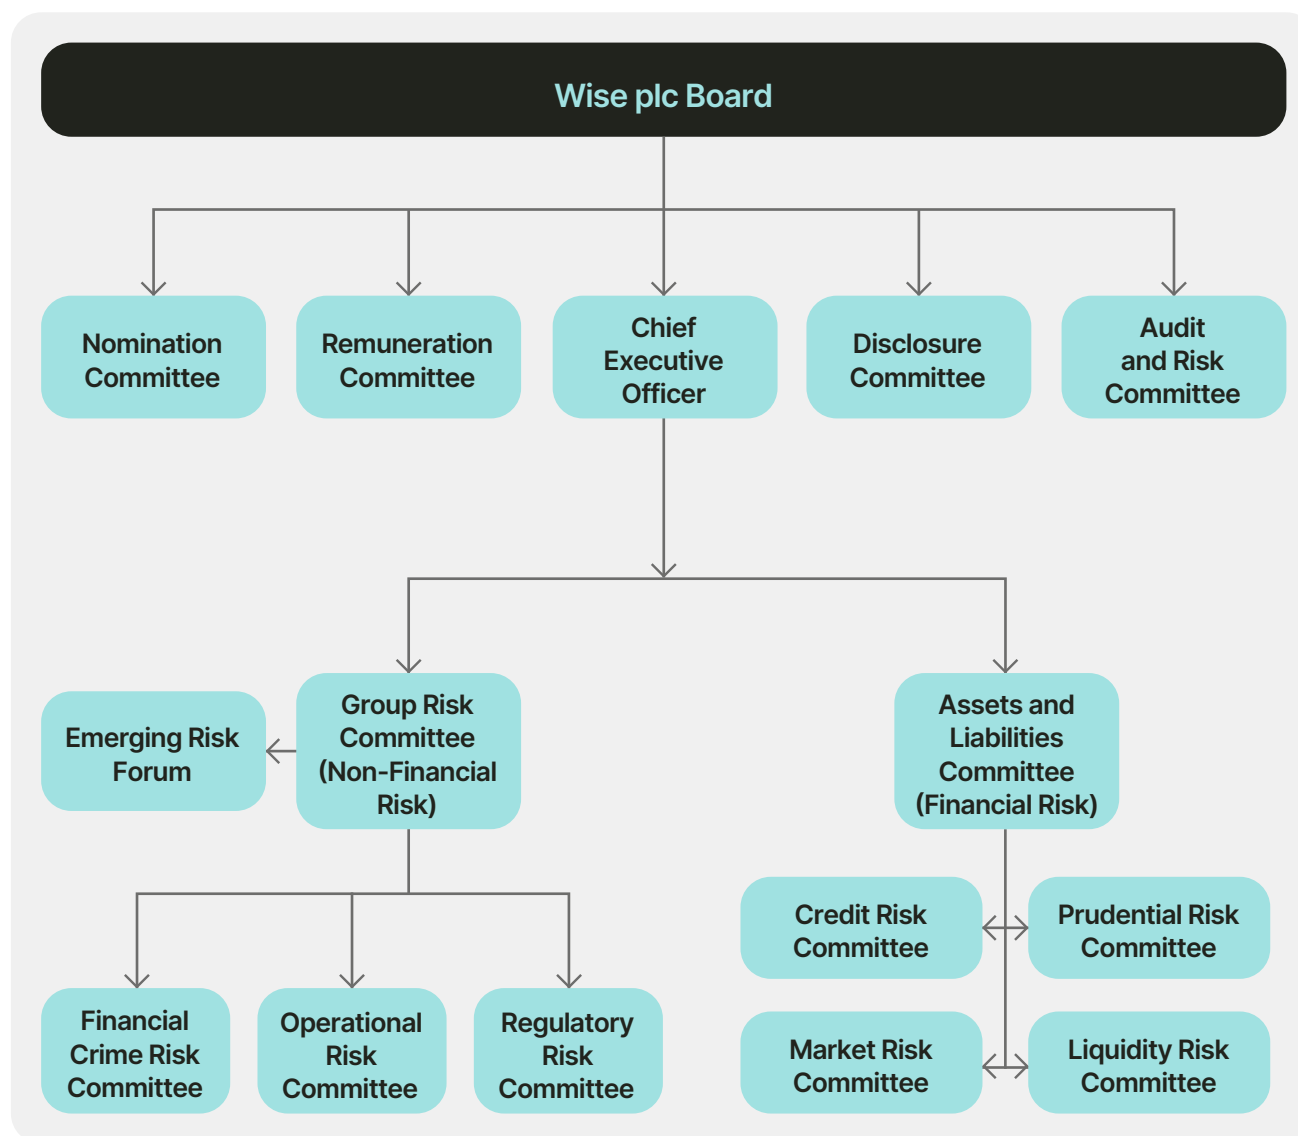 Wise plc Board
Nomination
Committee
Remuneration
Committee
Chief
Executive
Officer
Disclosure
Committee
Audit
and Risk
Committee
Emerging Risk
Forum
Group Risk
Committee
(Non-Financial
Risk)
Assets and
Liabilities
Committee
(Financial Risk)
Financial
Crime Risk
Committee
Operational
Risk
Committee
Regulatory
Risk
Committee
Credit Risk
Committee
Prudential Risk
Committee
Market Risk
Committee
Liquidity Risk
Committee